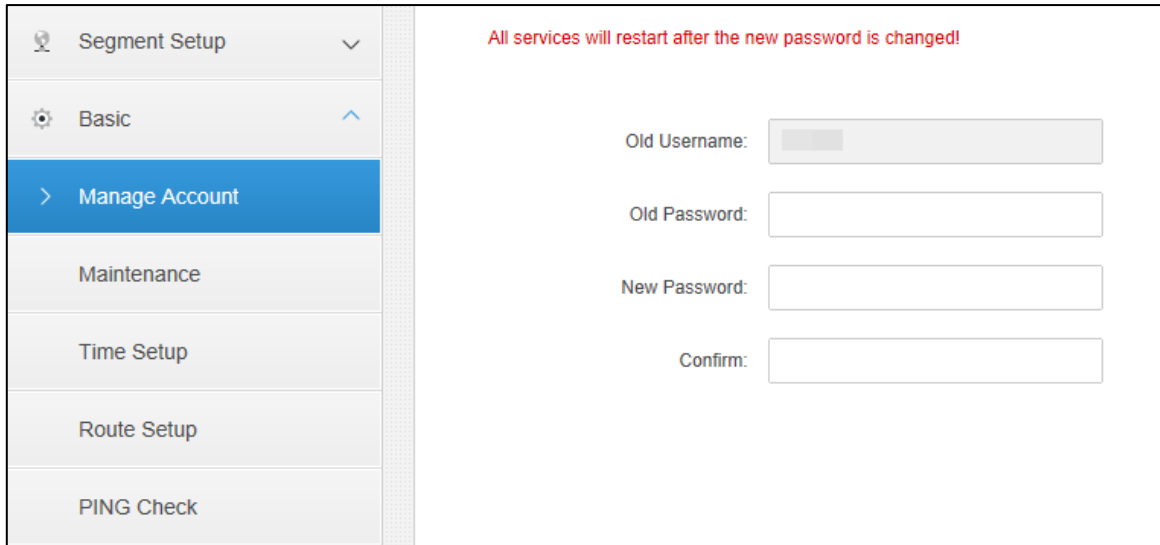 Segment Setup
Basic
Manage Account
Maintenance
Time Setup
Route Setup
PING Check
All services will restart after the new password is changed!
Old Username:
Old Password:
New Password:
Confirm: